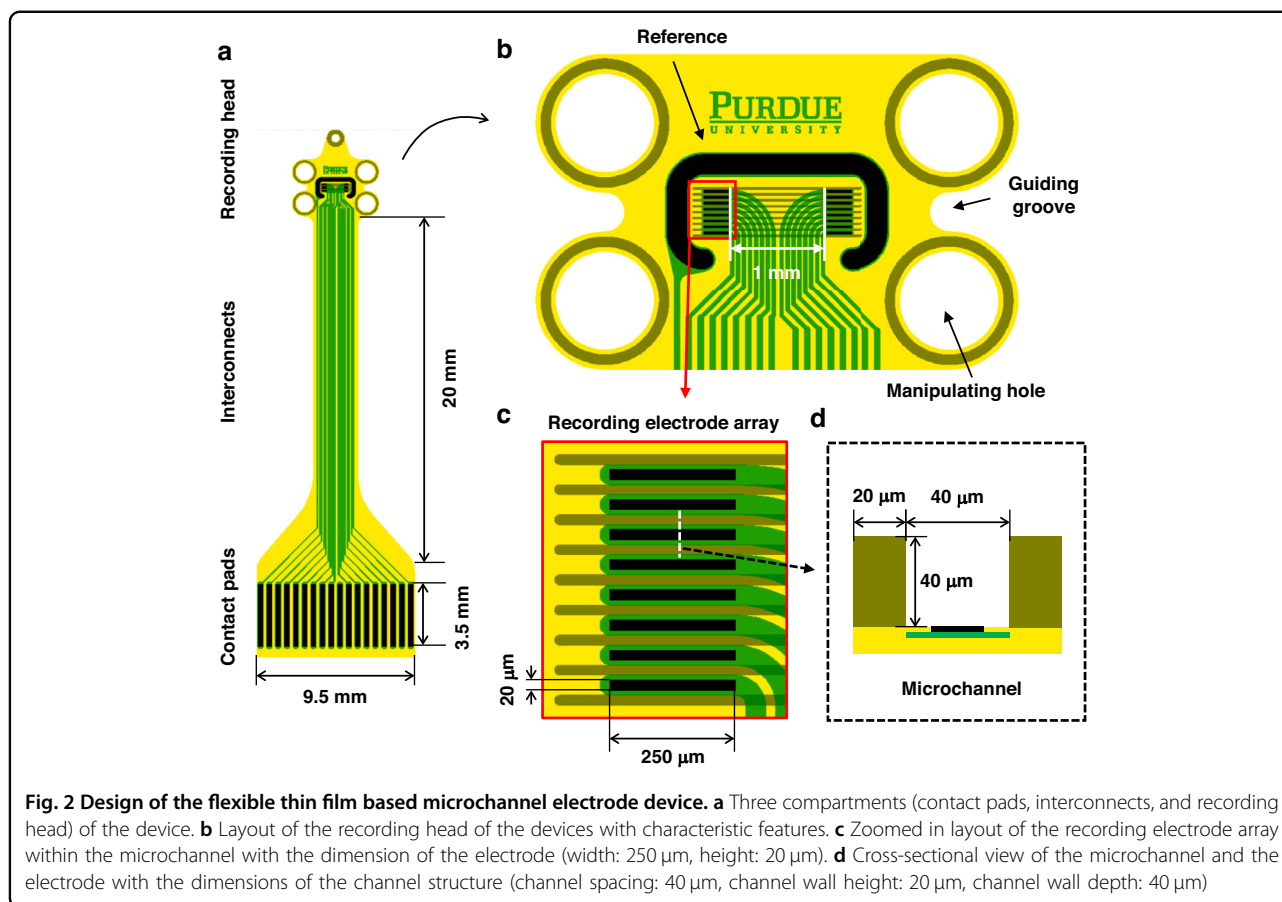 a
Recording head
Interconnects
Contact pads
20 mm
3.5 mm
9.5 mm
b
Reference
PURDUE
UNIVERSITY
Guiding
groove
1 mm
Manipulating hole
c
Recording electrode array
20 µm
250 µm
d
20 µm
40 µm
40 µm
Microchannel
Fig. 2 Design of the flexible thin film based microchannel electrode device. a Three compartments (contact pads, interconnects, and recording
head) of the device. b Layout of the recording head of the devices with characteristic features. c Zoomed in layout of the recording electrode array
within the microchannel with the dimension of the electrode (width: 250 µm, height: 20 µm). d Cross-sectional view of the microchannel and the
electrode with the dimensions of the channel structure (channel spacing: 40 µm, channel wall height: 20 µm, channel wall depth: 40 µm)